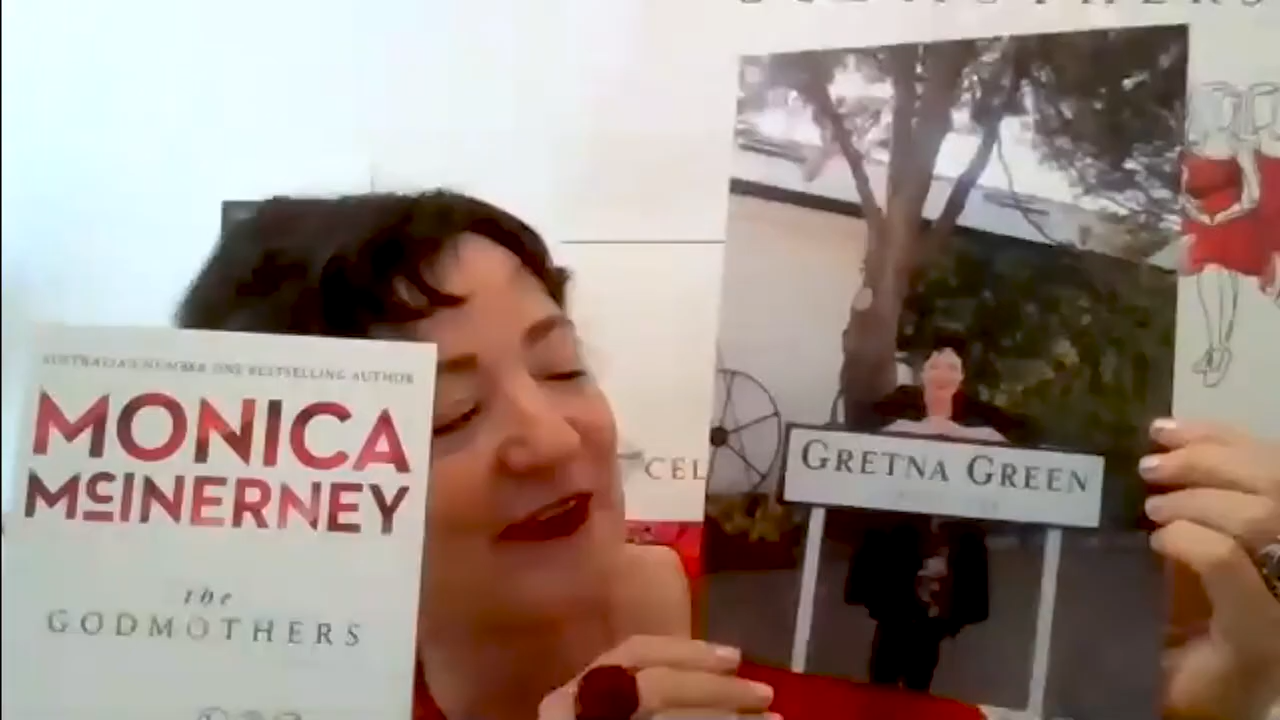 AUSTRALIA'S NUMBER ONE BESTSELLING AUTHOR
MONICA
McINERNEY
the
GODMOTHERS
CEL
GRETNA GREEN